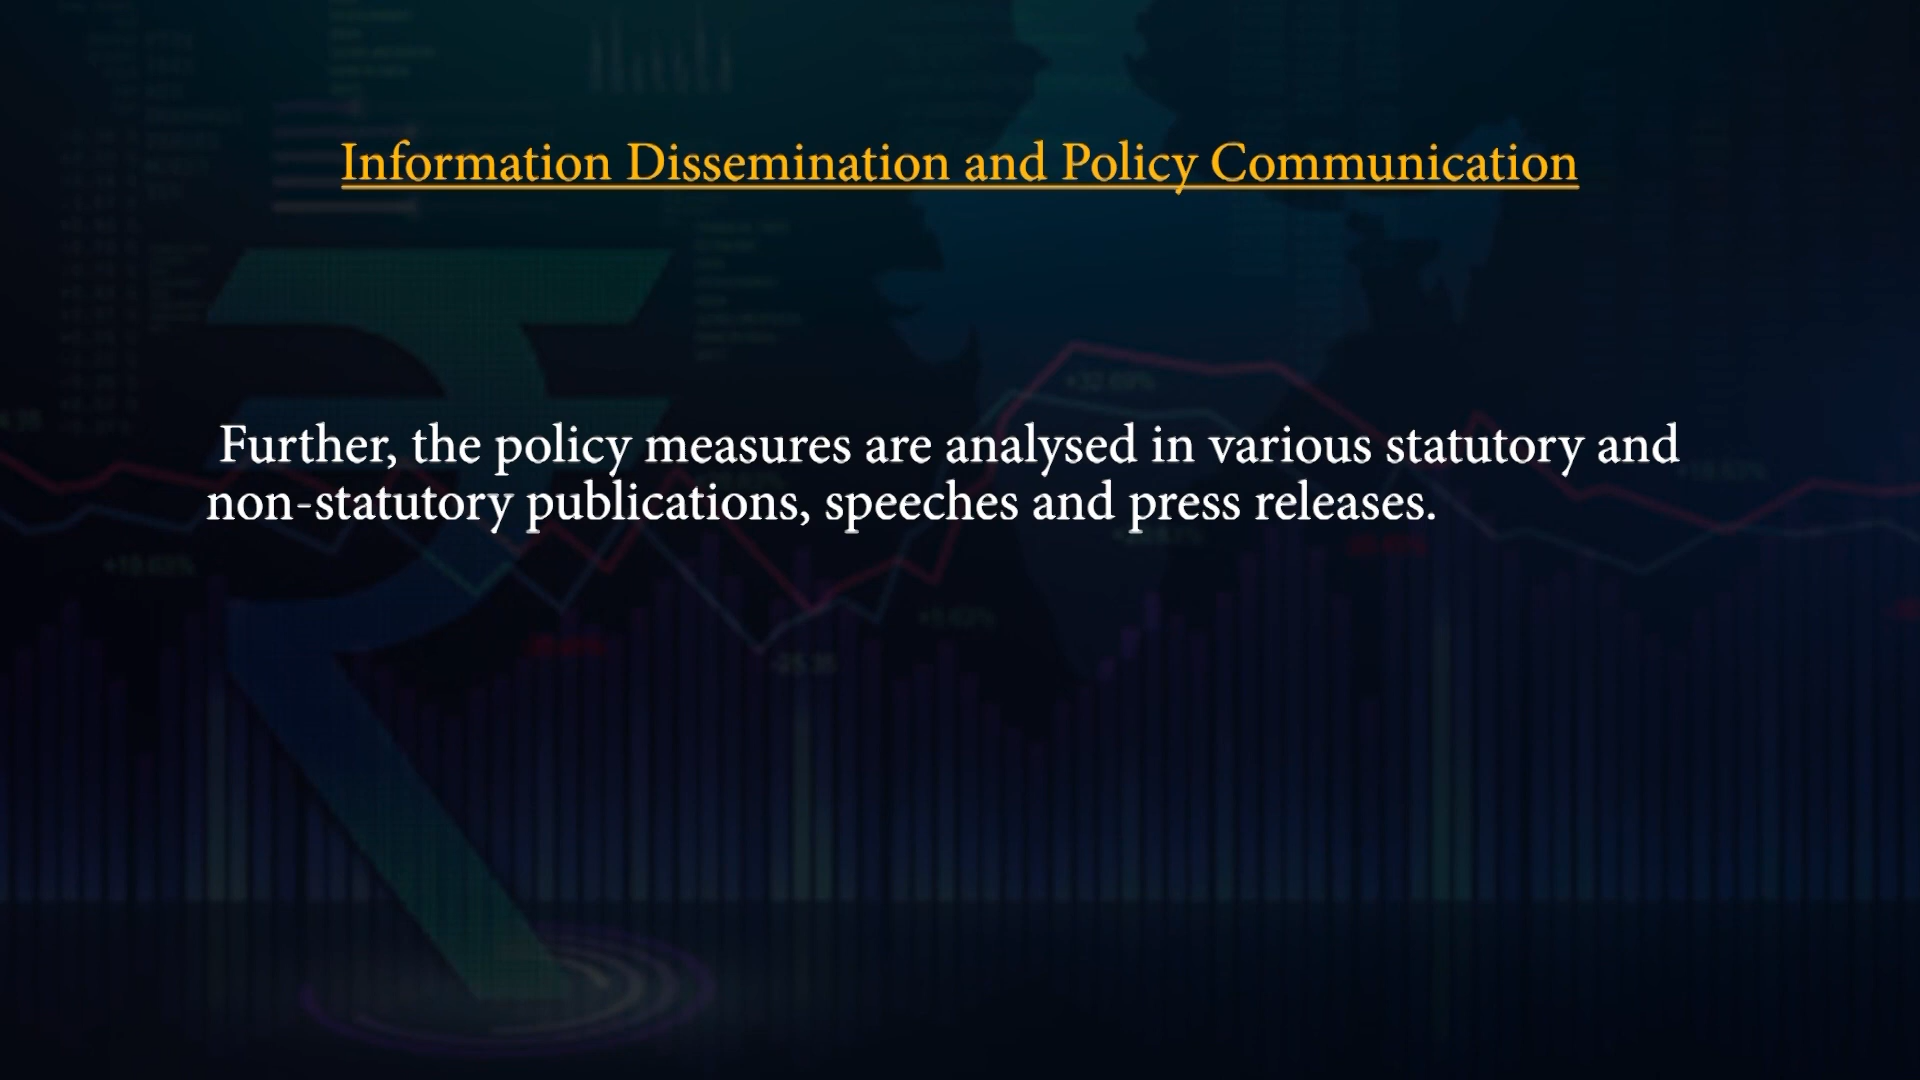 Information Dissemination and Policy Communication
Further, the policy measures are analysed in various statutory and
non-statutory publications, speeches and press releases.